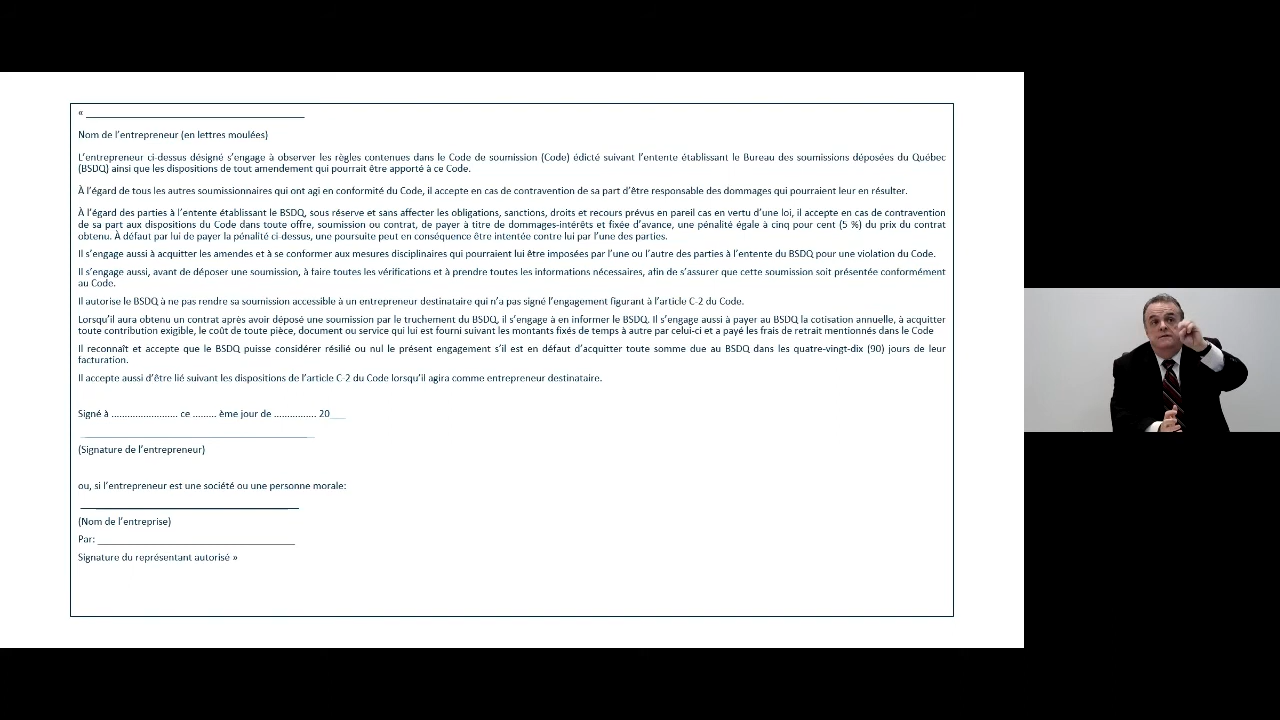 « ________________________________________
Nom de l’entrepreneur (en lettres moulées)
L’entrepreneur ci-dessus désigné s’engage à observer les règles contenues dans le Code de soumission (Code) édicté suivant l’entente établissant le Bureau des soumissions déposées du Québec
(BSDQ) ainsi que les dispositions de tout amendement qui pourrait être apporté à ce Code.
À l’égard de tous les autres soumissionnaires qui ont agi en conformité du Code, il accepte en cas de contravention de sa part d’être responsable des dommages qui pourraient leur en résulter.
À l’égard des parties à l’entente établissant le BSDQ, sous réserve et sans affecter les obligations, sanctions, droits et recours prévus en pareil cas en vertu d’une loi, il accepte en cas de contravention
de sa part aux dispositions du Code dans toute offre, soumission ou contrat, de payer à titre de dommages-intérêts et fixée d’avance, une pénalité égale à cinq pour cent (5 %) du prix du contrat
obtenu. À défaut par lui de payer la pénalité ci-dessus, une poursuite peut en conséquence être intentée contre lui par l’une des parties.
Il s’engage aussi à acquitter les amendes et à se conformer aux mesures disciplinaires qui pourraient lui être imposées par l’une ou l’autre des parties à l’entente du BSDQ pour une violation du Code.
Il s’engage aussi, avant de déposer une soumission, à faire toutes les vérifications et à prendre toutes les informations nécessaires, afin de s’assurer que cette soumission soit présentée conformément
au Code.
Il autorise le BSDQ à ne pas rendre sa soumission accessible à un entrepreneur destinataire qui n’a pas signé l’engagement figurant à l’article C-2 du Code.
Lorsqu’il aura obtenu un contrat après avoir déposé une soumission par le truchement du BSDQ, il s’engage à en informer le BSDQ. Il s’engage aussi à payer au BSDQ la cotisation annuelle, à acquitter
toute contribution exigible, le coût de toute pièce, document ou service qui lui est fourni suivant les montants fixés de temps à autre par celui-ci et a payé les frais de retrait mentionnés dans le Code
Il reconnaît et accepte que le BSDQ puisse considérer résilié ou nul le présent engagement s’il est en défaut d’acquitter toute somme due au BSDQ dans les quatre-vingt-dix (90) jours de leur
facturation.
Il accepte aussi d’être lié suivant les dispositions de l’article C-2 du Code lorsqu’il agira comme entrepreneur destinataire.
Signé à ......................... ce ......... ème jour de ................ 20___
(Signature de l’entrepreneur)
ou, si l’entrepreneur est une société ou une personne morale:
(Nom de l’entreprise)
Par: ____________________________________
Signature du représentant autorisé »